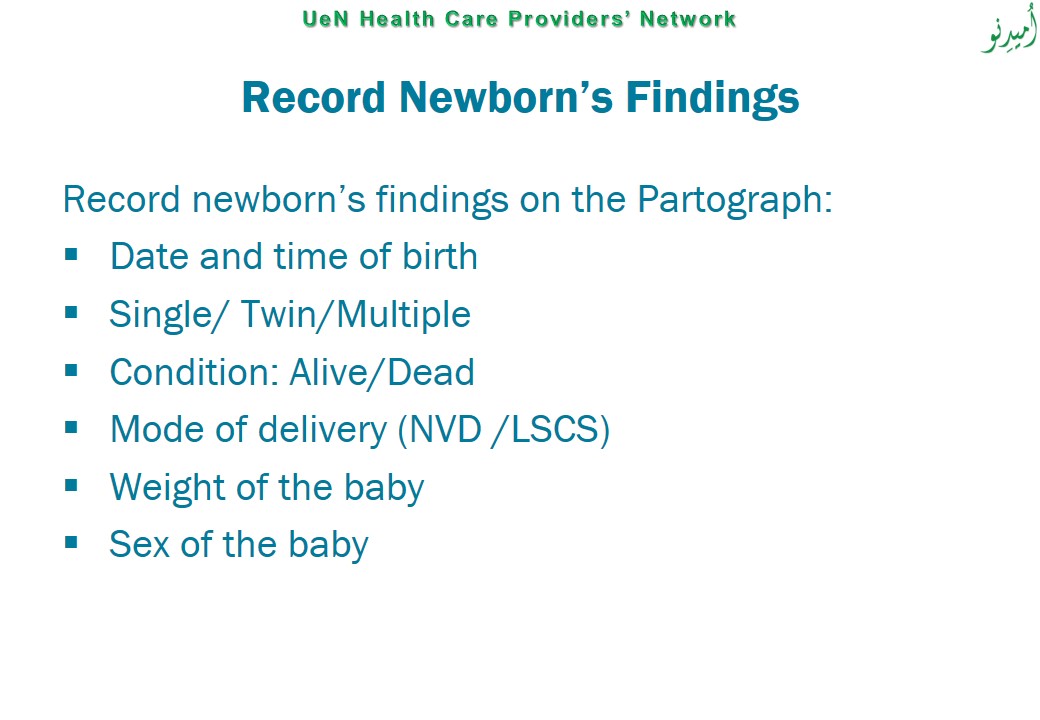 UeN Health Care Providers’ Network
اُمیدِنو
Record Newborn’s Findings
Record newborn’s findings on the Partograph:
▪ Date and time of birth
▪ Single/ Twin/Multiple
▪ Condition: Alive/Dead
▪ Mode of delivery (NVD /LSCS)
▪ Weight of the baby
▪ Sex of the baby